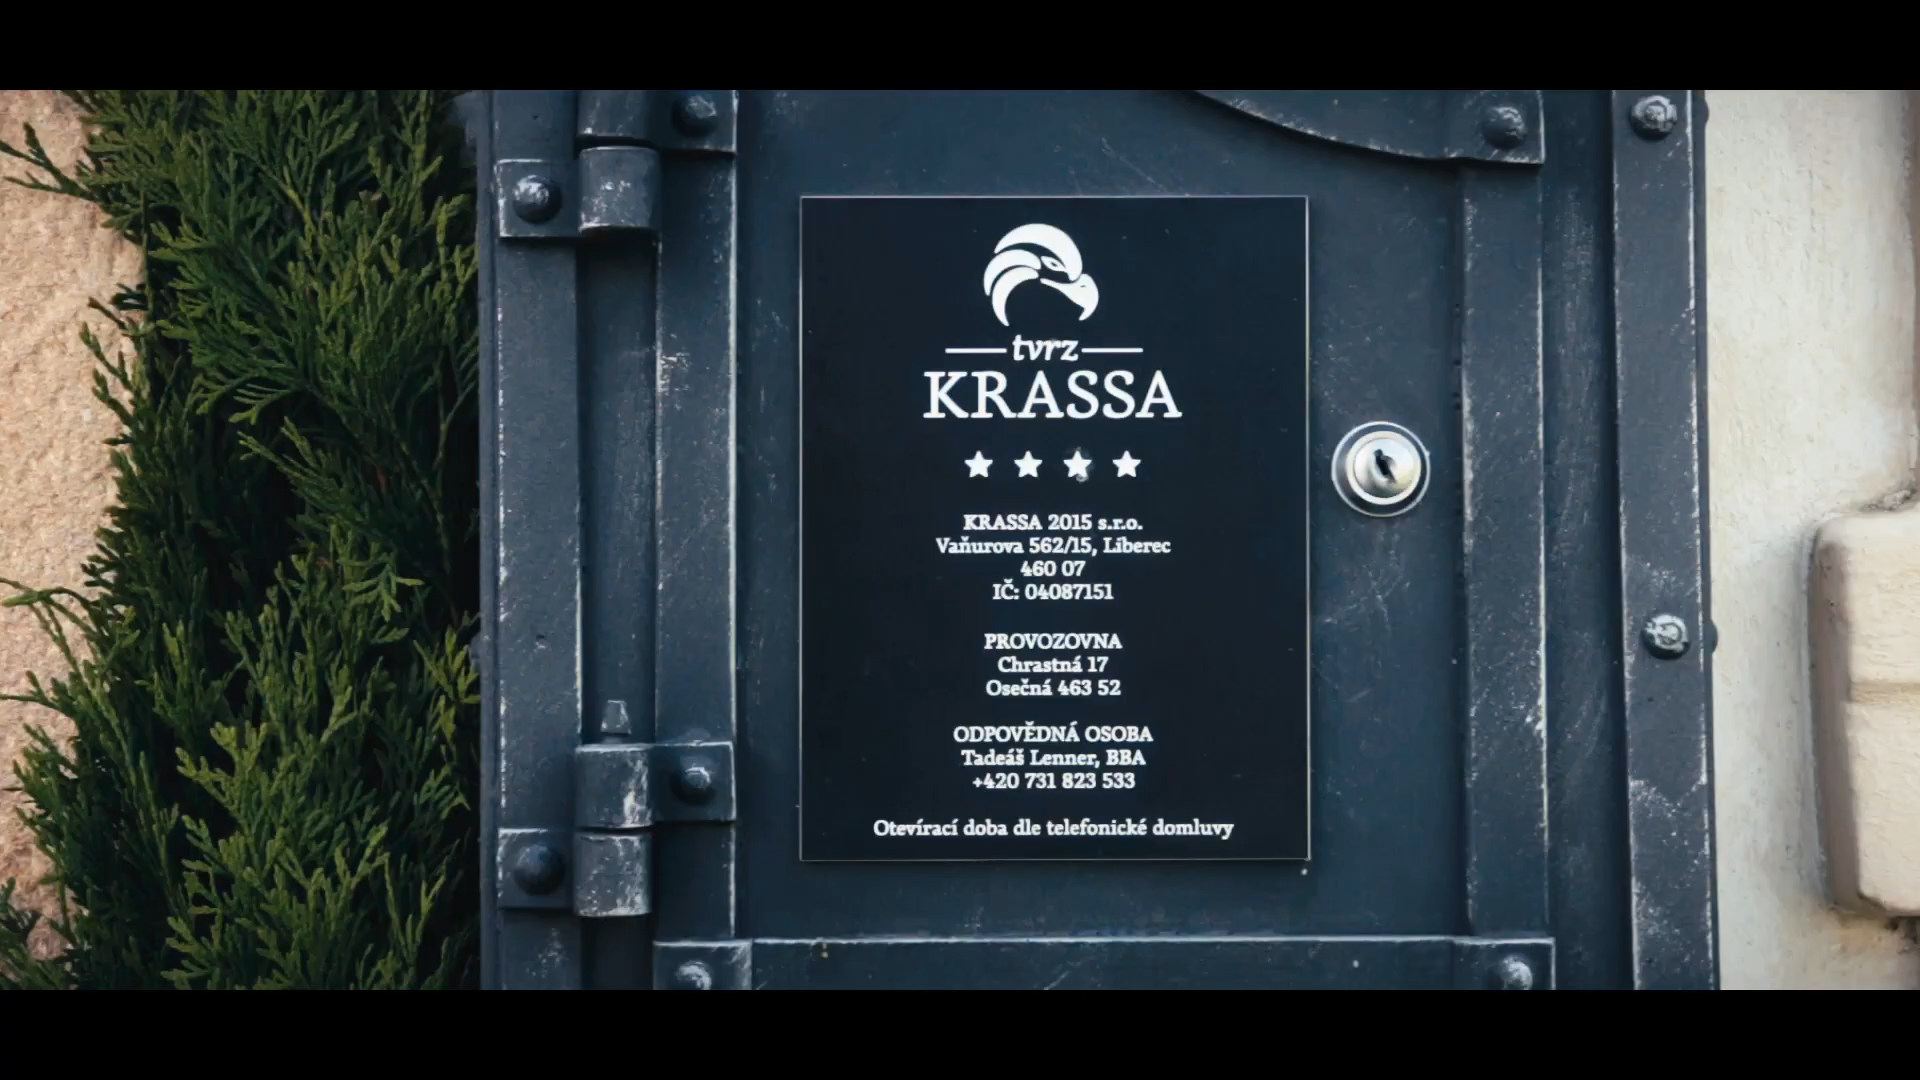 tvrz
KRASSA
KRASSA 2015 s.r.o.
Vaňurova 562/15, Liberec
460 07
IČ: 04087151
PROVOZOVNA
Chrastná 17
Osečná 463 52
ODPOVĚDNÁ OSOBA
Tadeáš Lenner, BBA
+420 731 823 533
Otevírací doba dle telefonické domluvy